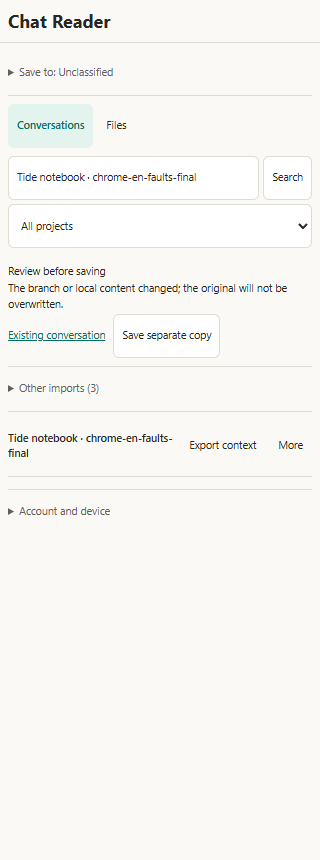 Chat Reader
▶ Save to: Unclassified
Conversations Files
Tide notebook · chrome-en-faults-final Search
All projects
Review before saving
The branch or local content changed; the original will not be
overwritten.
Existing conversation Save separate copy
▶ Other imports (3)
Tide notebook · chrome-en-faults-
final
Export context More
▶ Account and device